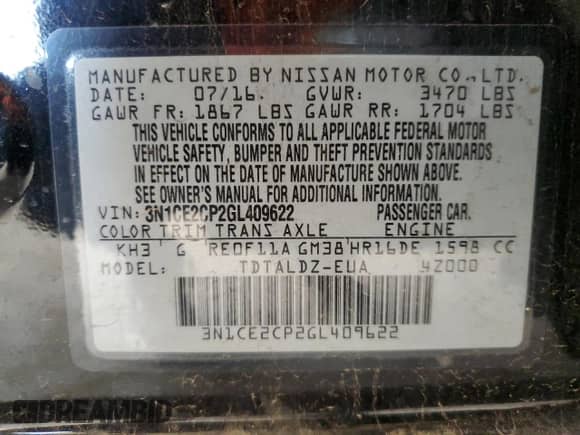 MANUFACTURED BY NISSAN MOTOR CO.,LTD.
DATE: 07/16. GVWR: 3470 LBS
GAWR FR: 1867 LBS GAWR RR: 1704 LBS
THIS VEHICLE CONFORMS TO ALL APPLICABLE FEDERAL MOTOR
VEHICLE SAFETY, BUMPER AND THEFT PREVENTION STANDARDS
IN EFFECT ON THE DATE OF MANUFACTURE SHOWN ABOVE.
SEE OWNER'S MANUAL FOR ADDITIONAL INFORMATION.
VIN: 3N1CE2CP2GL409622 PASSENGER CAR.
COLOR TRIM TRANS AXLE ENGINE
KH3 G RE0F11A GM38 HR16DE 1598 CC
MODEL: TDTALDZ-EUA 4Z000
3N1CE2CP2GL409622
IDREAMBID